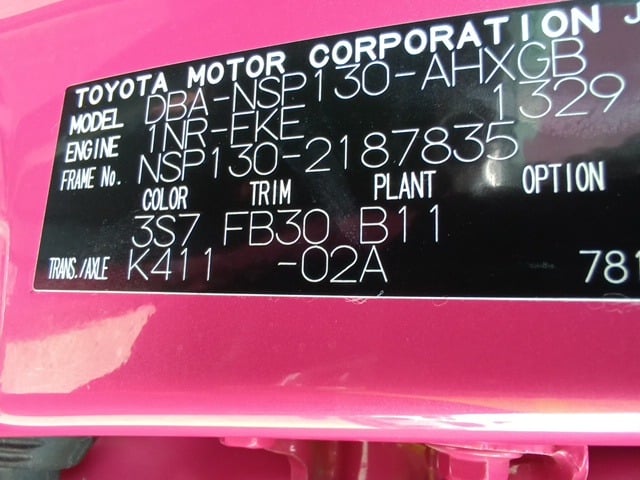 TOYOTA MOTOR CORPORATION J
MODEL DBA-NSP130-AHXGB
ENGINE 1NR-FKE 1329
FRAME No. NSP130-2187835
COLOR TRIM PLANT OPTION
3S7 FB30 B11
TRANS./AXLE K411 -02A 781